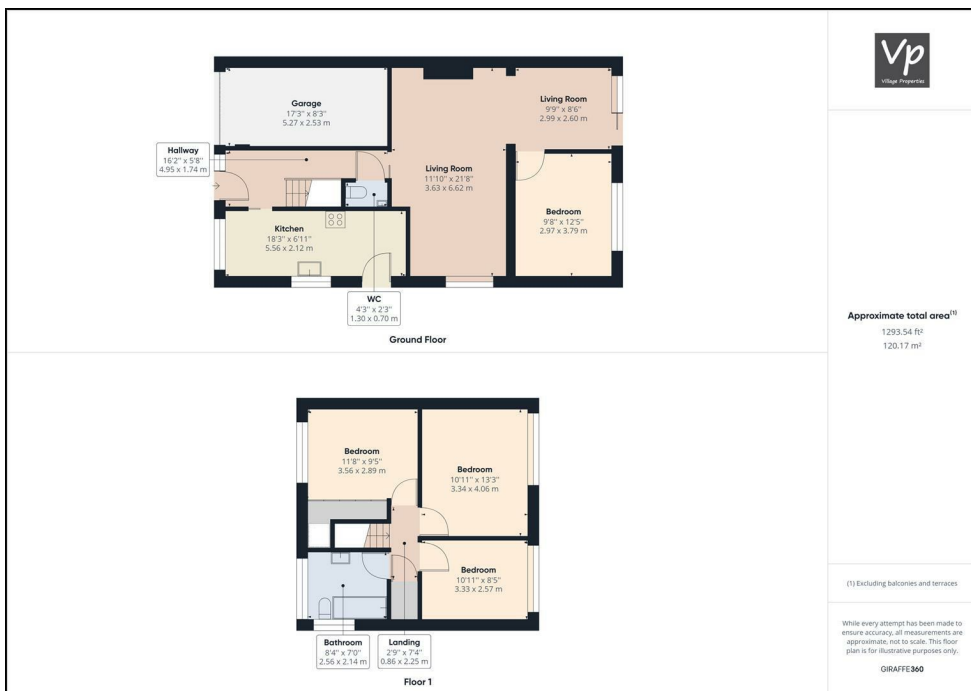 Garage
17'3" x 8'3"
5.27 x 2.53 m
Living Room
9'9" x 8'6"
2.99 x 2.60 m
Hallway
16'2" x 5'8"
4.95 x 1.74 m
Living Room
11'10" x 21'8"
3.63 x 6.62 m
Bedroom
9'8" x 12'5"
2.97 x 3.79 m
Kitchen
18'3" x 6'11"
5.56 x 2.12 m
WC
4'3" x 2'3"
1.30 x 0.70 m
Ground Floor
Bedroom
11'8" x 9'5"
3.56 x 2.89 m
Bedroom
10'11" x 13'3"
3.34 x 4.06 m
Bedroom
10'11" x 8'5"
3.33 x 2.57 m
Bathroom
8'4" x 7'0"
2.56 x 2.14 m
Landing
2'9" x 7'4"
0.86 x 2.25 m
Floor 1
Vp
Village Properties
Approximate total area(1)
1293.54 ft²
120.17 m²
(1) Excluding balconies and terraces
While every attempt has been made to
ensure accuracy, all measurements are
approximate, not to scale. This floor
plan is for illustrative purposes only.
GIRAFFE360